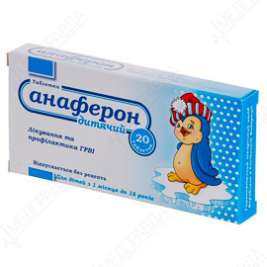 Таблетки
анаферон
дитячий
20
Лікування та
профілактика ГРВІ
Відпускається без рецепта
Для дітей з 1 місяця до 18 років